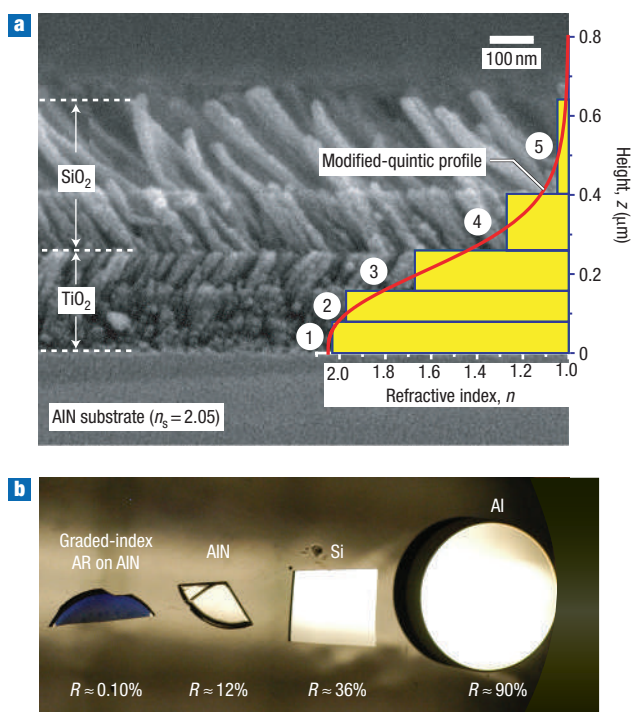 a
100 nm
0.8
SiO₂
Modified-quintic profile
5
0.6
4
Height, z (μm)
0.4
3
TiO₂
2
0.2
1
0
2.0 1.8 1.6 1.4 1.2 1.0
Refractive index, n
AlN substrate (nₛ = 2.05)
b
Graded-index
AR on AlN
AlN
Si
Al
R ≈ 0.10%
R ≈ 12%
R ≈ 36%
R ≈ 90%